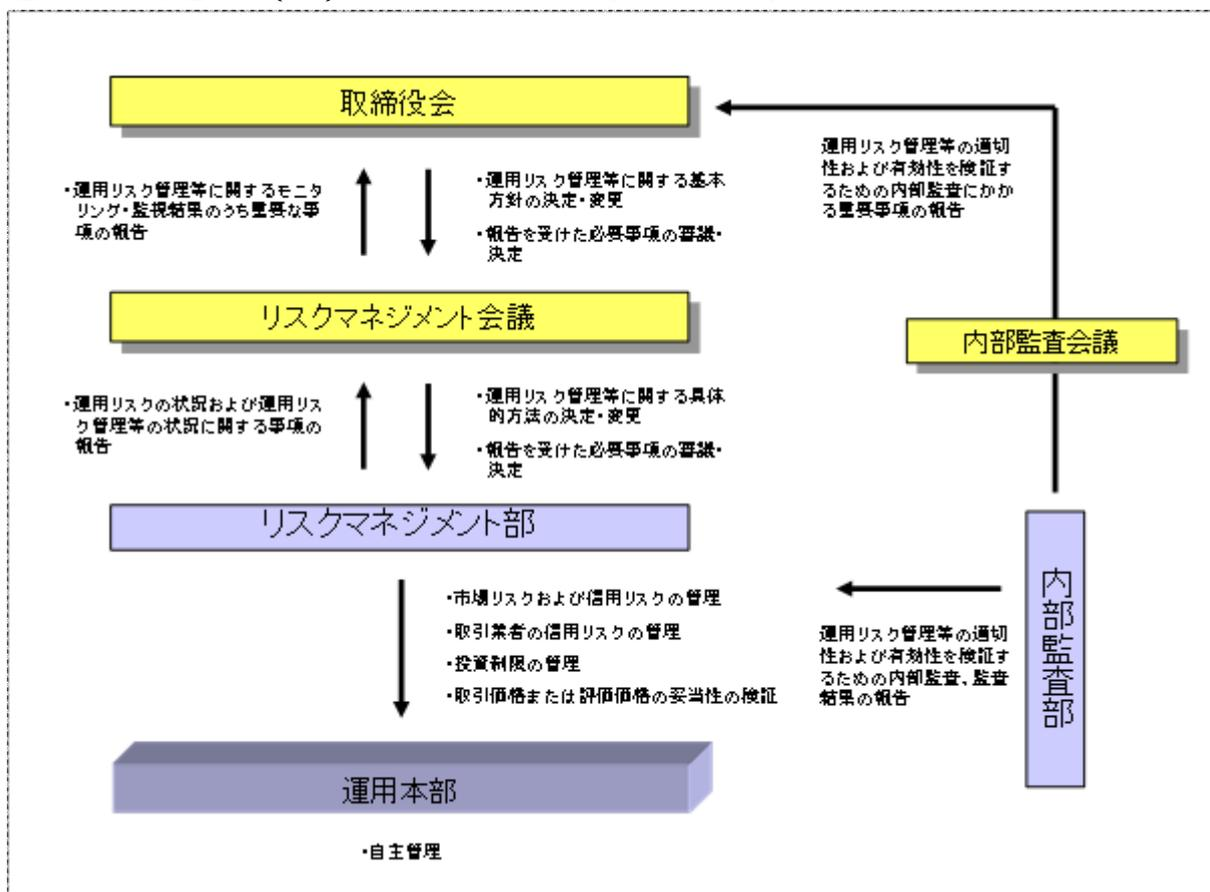 取締役会
・運用リスク管理等に関するモニ
タリング・監視結果のうち重要な事
項の報告
・運用リスク管理等に関する基本
方針の決定・変更
・報告を受けた必要事項の審議・
決定
運用リスク管理等の適切
性および有効性を検証す
るための内部監査にかか
る重要事項の報告
リスクマネジメント会議
内部監査会議
・運用リスクの状況および運用リス
ク管理等の状況に関する事項の
報告
・運用リスク管理等に関する具体
的方法の決定・変更
・報告を受けた必要事項の審議・
決定
リスクマネジメント部
内部監査部
・市場リスクおよび信用リスクの管理
・取引業者の信用リスクの管理
・投資制限の管理
・取引価格または評価価格の妥当性の検証
運用リスク管理等の適切
性および有効性を検証す
るための内部監査、監査
結果の報告
運用本部
・自主管理